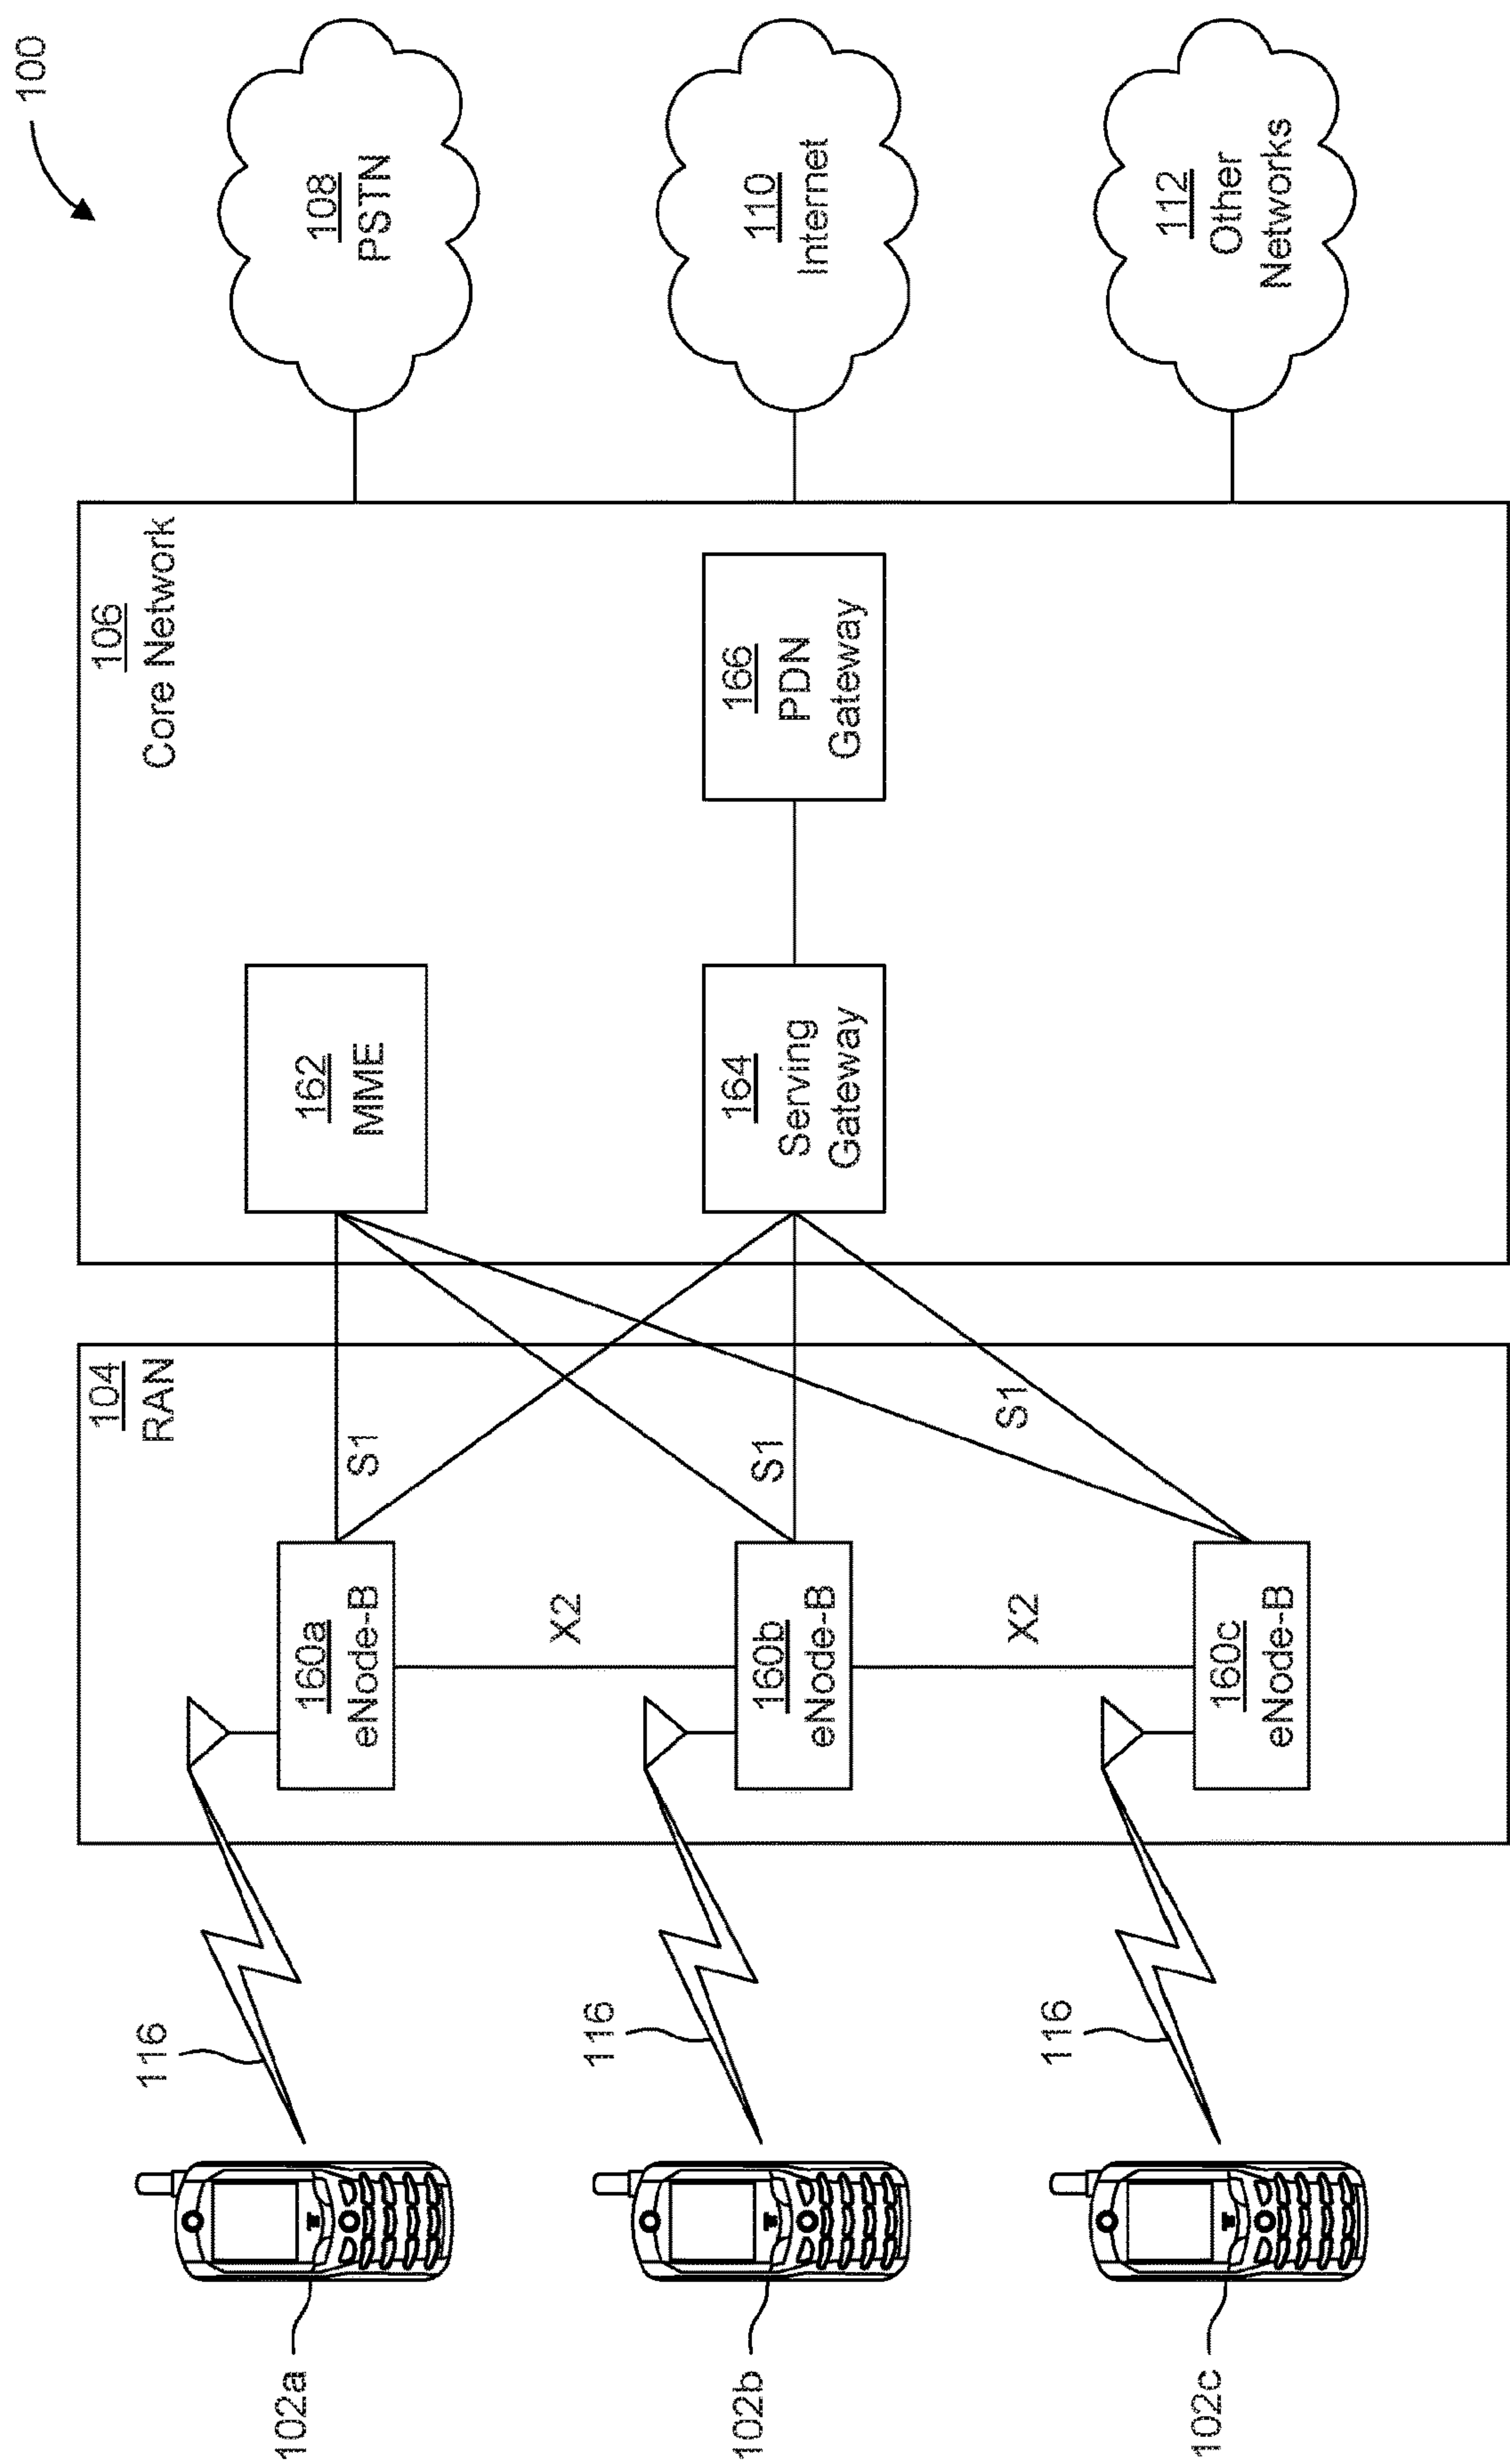 100
102a
102b
102c
116
116
116
104
RAN
160a
eNode-B
160b
eNode-B
160c
eNode-B
X2
X2
S1
S1
S1
106
Core Network
162
MME
164
Serving
Gateway
166
PDN
Gateway
108
PSTN
110
Internet
112
Other
Networks